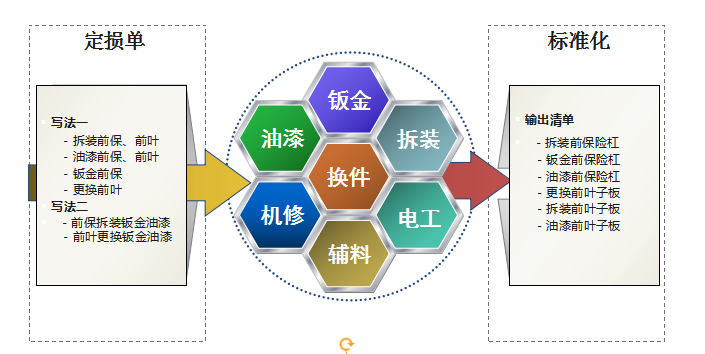 定损单
写法一
- 拆装前保、前叶
- 油漆前保、前叶
- 钣金前保
- 更换前叶
写法二
- 前保拆装钣金油漆
- 前叶更换钣金油漆
钣金
油漆
拆装
换件
机修
电工
辅料
标准化
输出清单
- 拆装前保险杠
- 钣金前保险杠
- 油漆前保险杠
- 更换前叶子板
- 拆装前叶子板
- 油漆前叶子板